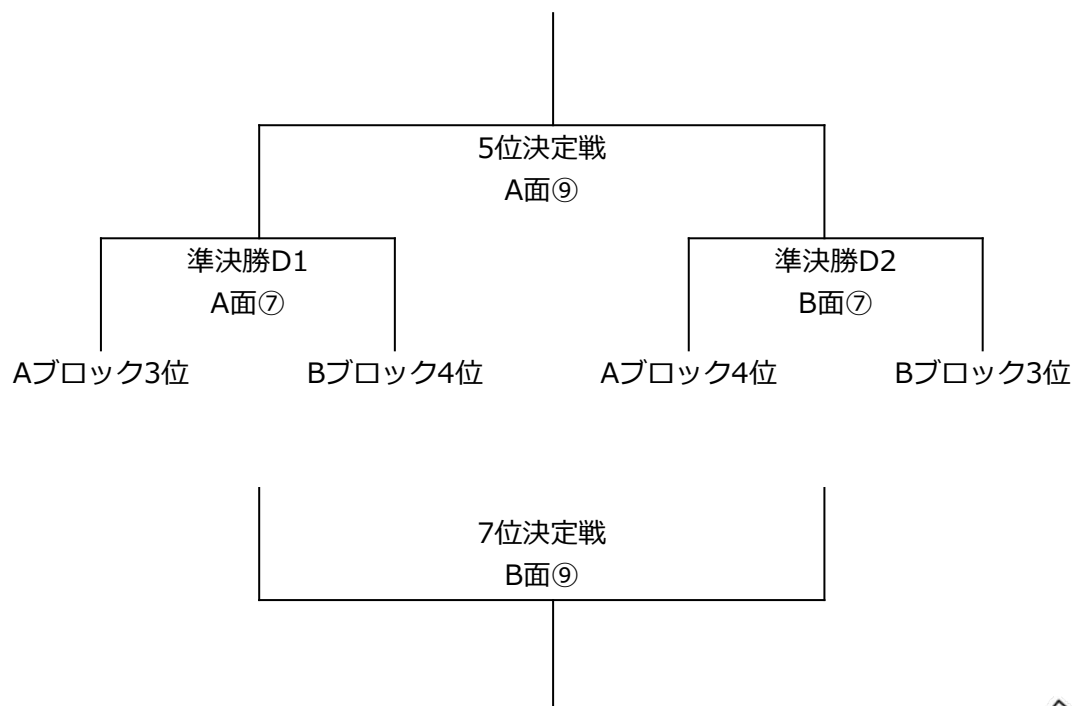 5位決定戦
A面⑨
準決勝D1
A面⑦
準決勝D2
B面⑦
Aブロック3位
Bブロック4位
Aブロック4位
Bブロック3位
7位決定戦
B面⑨